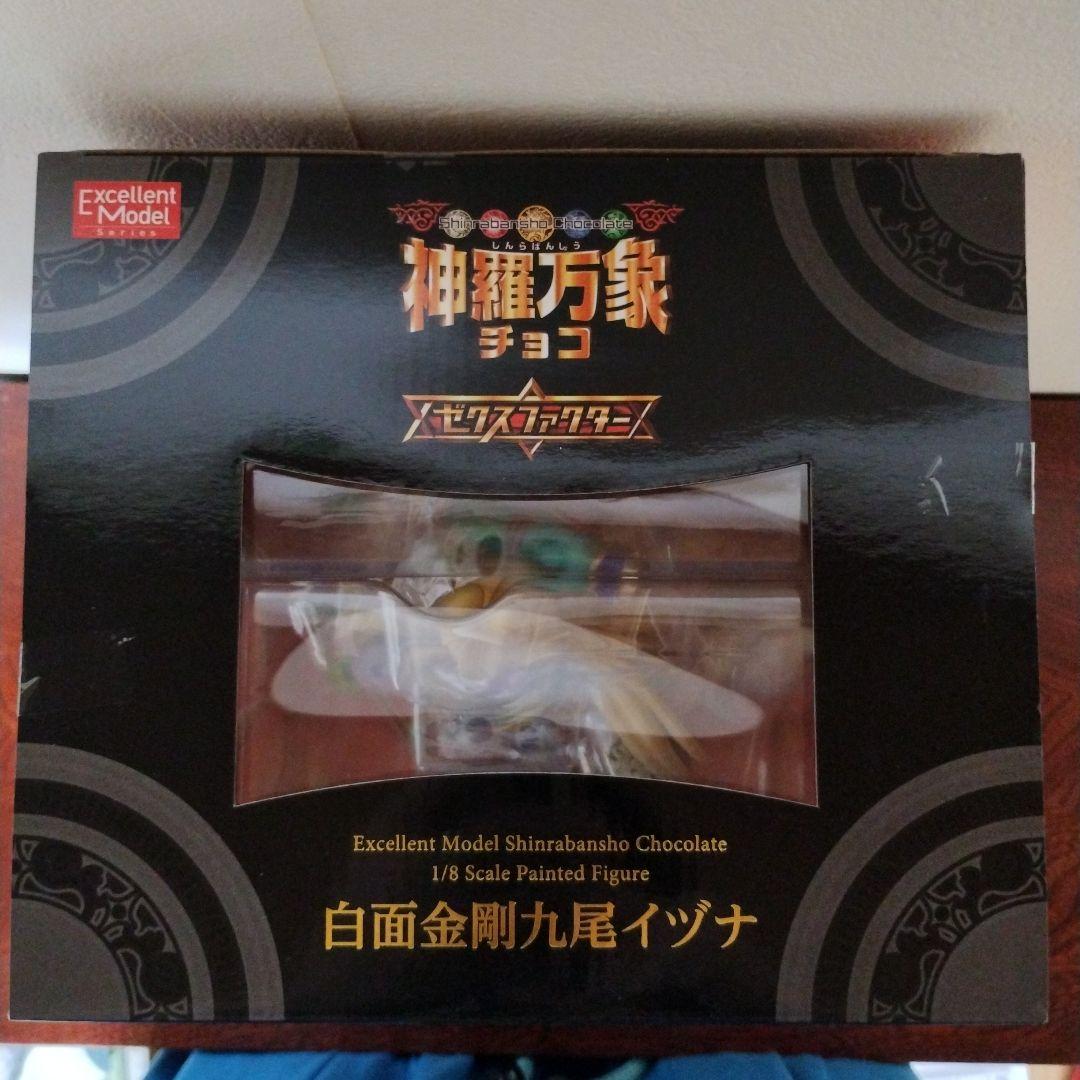 Excellent
Model
Series
Shinrabansho Chocolate
しんらばんしょう
神羅万象
チョコ
ゼクスファクター
Excellent Model Shinrabansho Chocolate
1/8 Scale Painted Figure
白面金剛九尾イヅナ